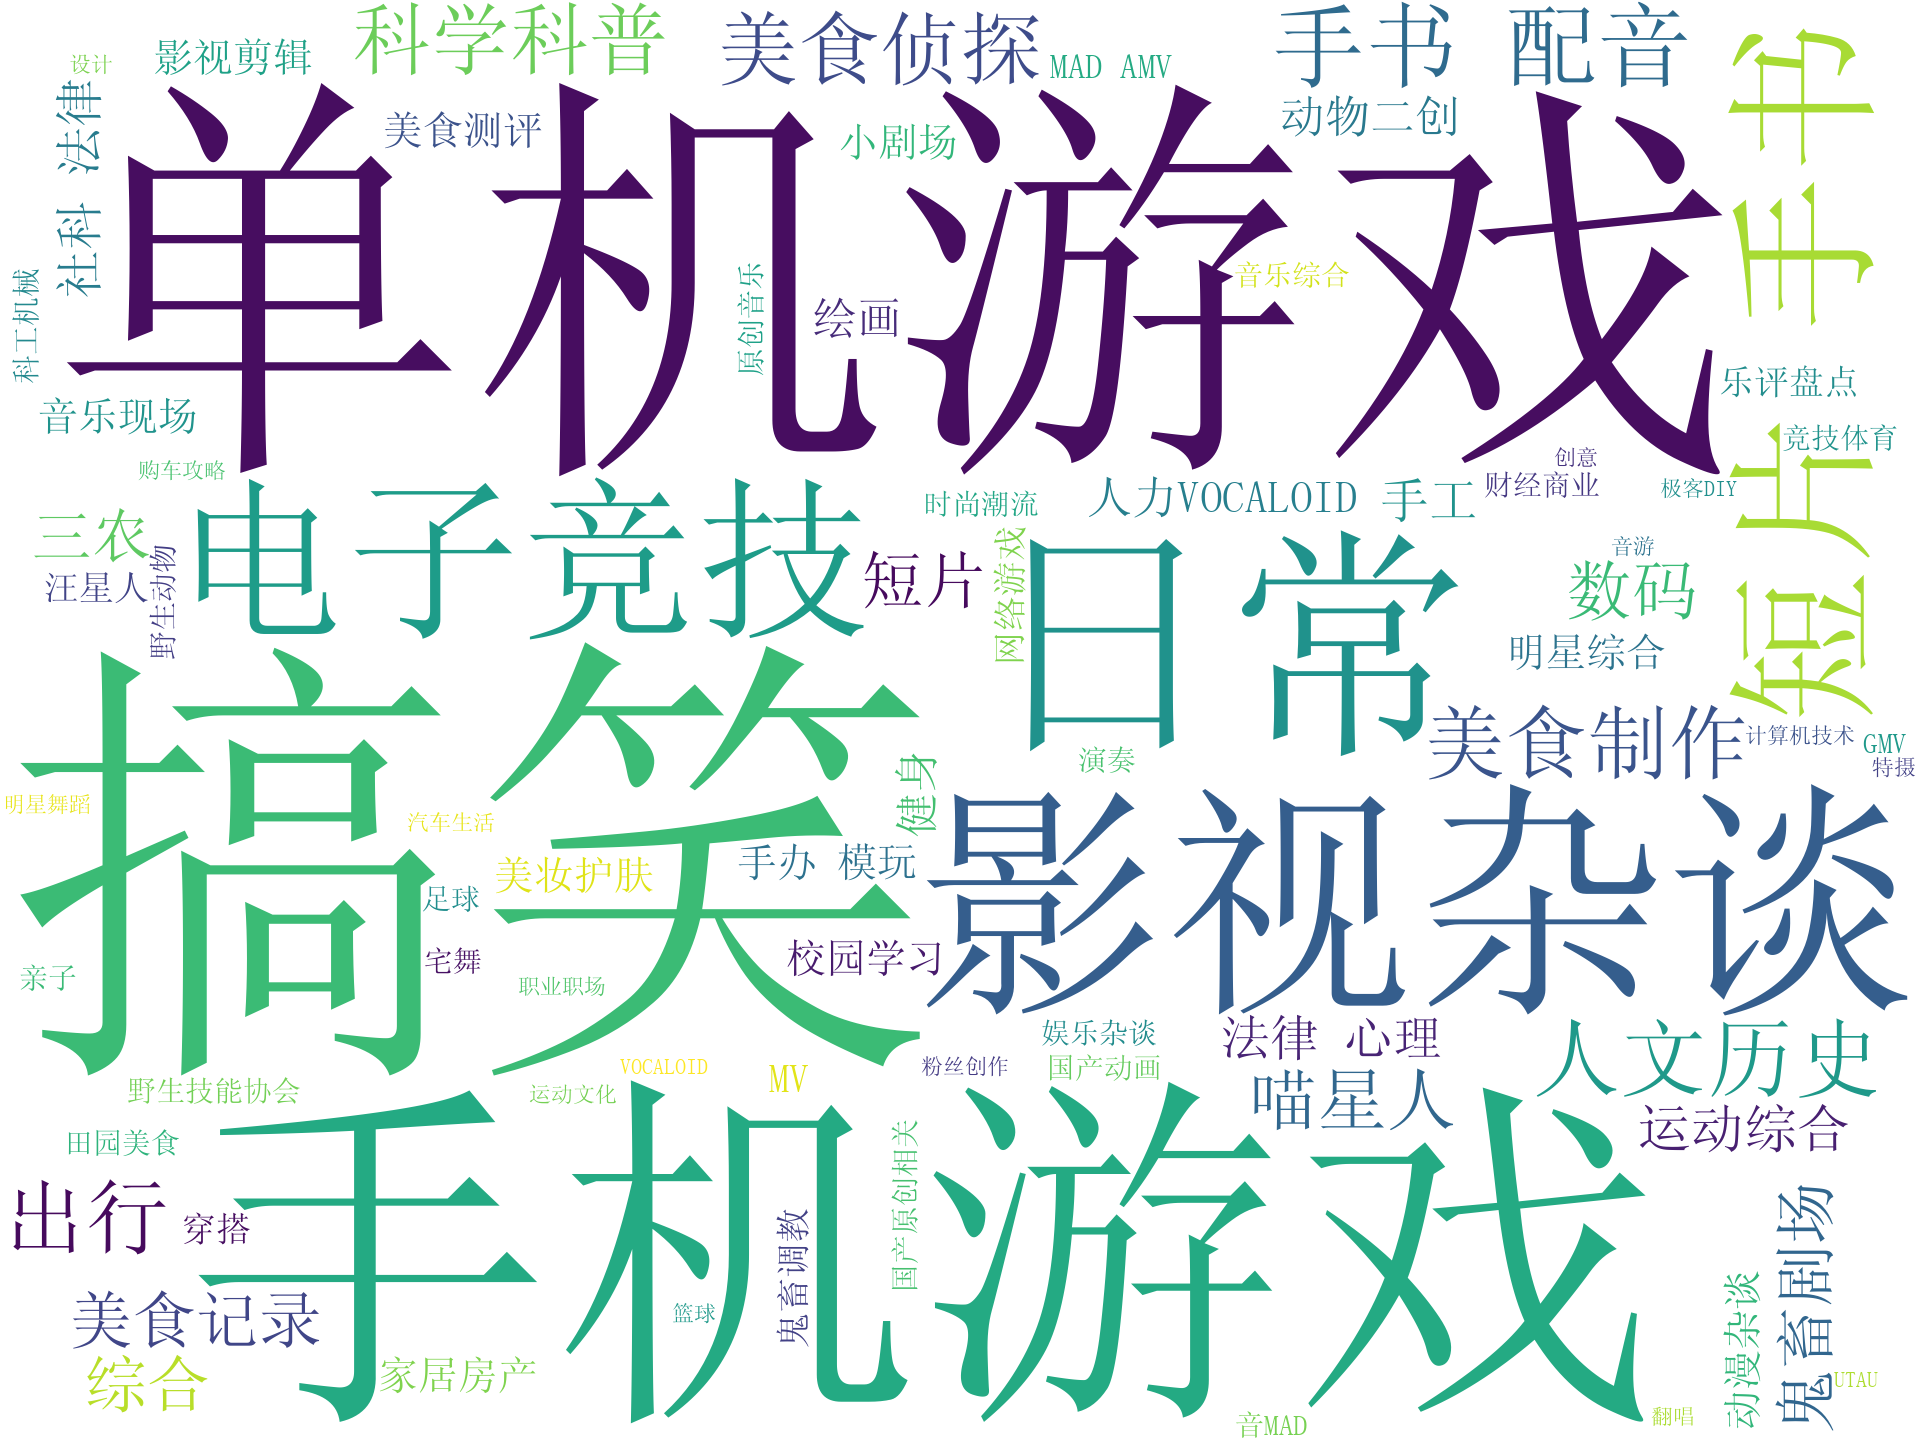 科学科普
美食侦探
手书 配音
设计
影视剪辑
MAD AMV
手书
短片
社科 法律
美食测评
小剧场
动物二创
单机游戏
科工机械
原创音乐
绘画
音乐综合
音乐现场
乐评盘点
竞技体育
购车攻略
创意
财经商业
极客DIY
时尚潮流
人力VOCALOID
手工
三农
电子竞技
汪星人
野生动物
短片
网络游戏
日常
音游
数码
明星综合
搞笑
美食制作
计算机技术
GMV
特摄
演奏
健身
明星舞蹈
汽车生活
美妆护肤
手办 模玩
影视杂谈
足球
宅舞
校园学习
亲子
职业职场
娱乐杂谈
法律 心理
人文历史
粉丝创作
国产动画
野生技能协会
运动文化
VOCALOID
MV
喵星人
运动综合
田园美食
手机游戏
国产原创相关
出行
穿搭
鬼畜调教
篮球
鬼畜剧场
动漫杂谈
美食记录
综合
家居房产
UTAU
音MAD
翻唱